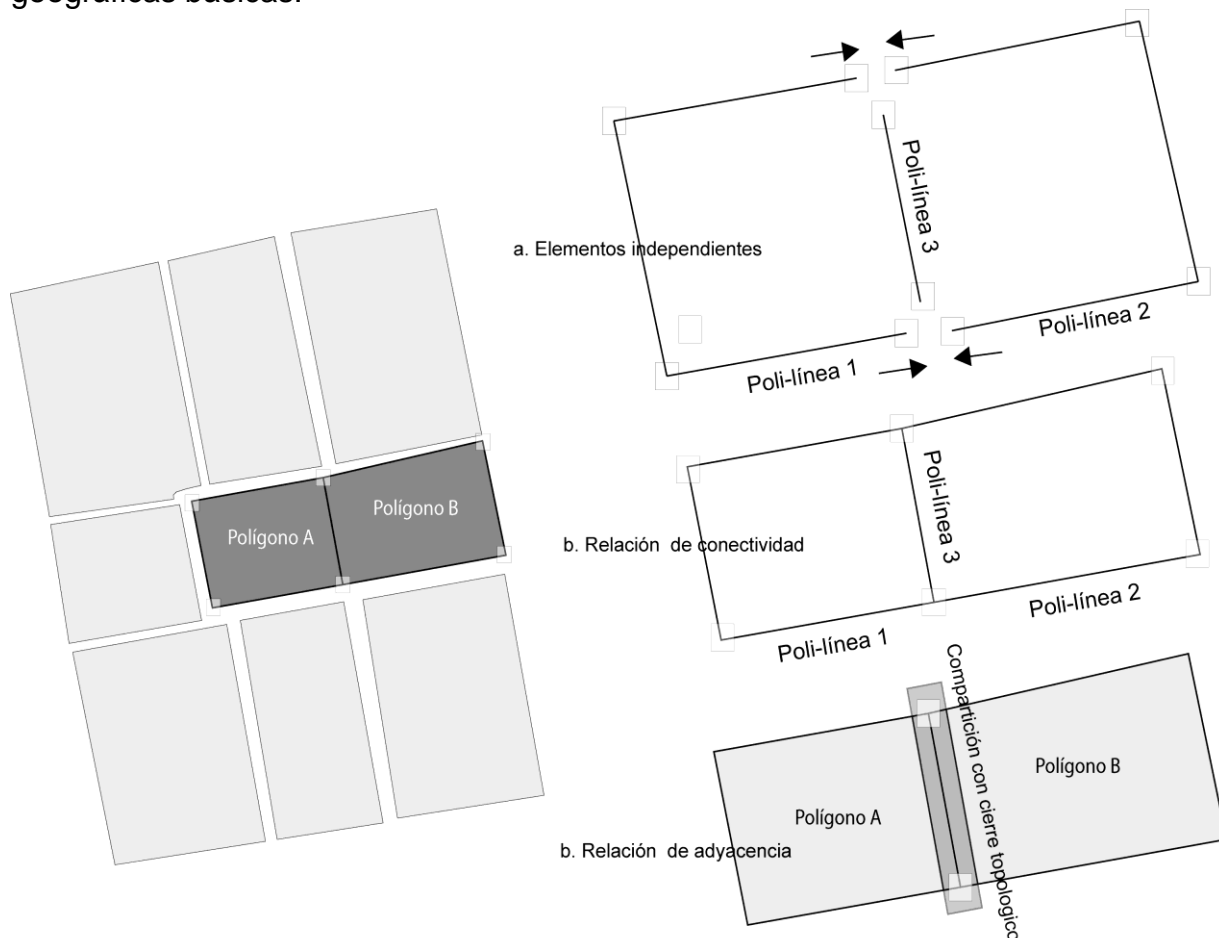 geográficas básicas.
Polígono A
Polígono B
a. Elementos independientes
Poli-línea 3
Poli-línea 1
Poli-línea 2
b. Relación de conectividad
Poli-línea 3
Poli-línea 1
Poli-línea 2
b. Relación de adyacencia
Polígono A
Polígono B
Compartición con cierre topologico